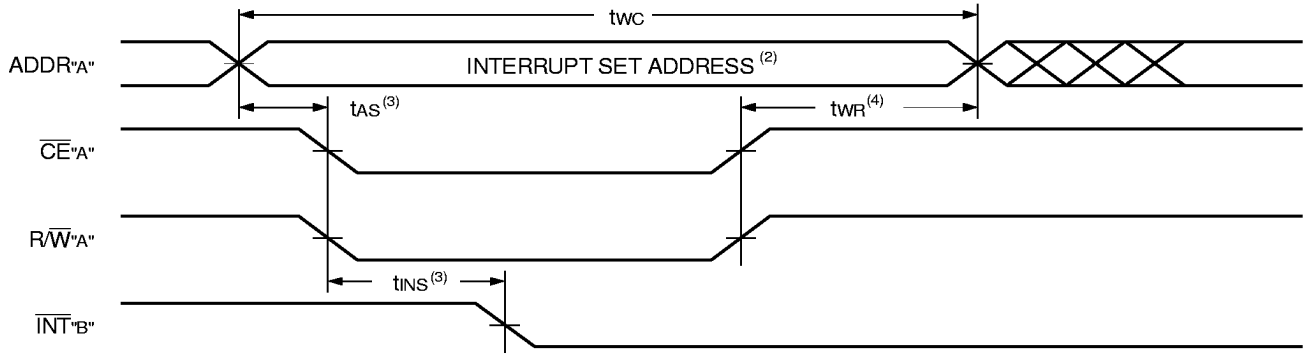 tWC
ADDR"A"
INTERRUPT SET ADDRESS (2)
tAS(3)
tWR(4)
CE"A"
R/W"A"
tINS(3)
INT"B"